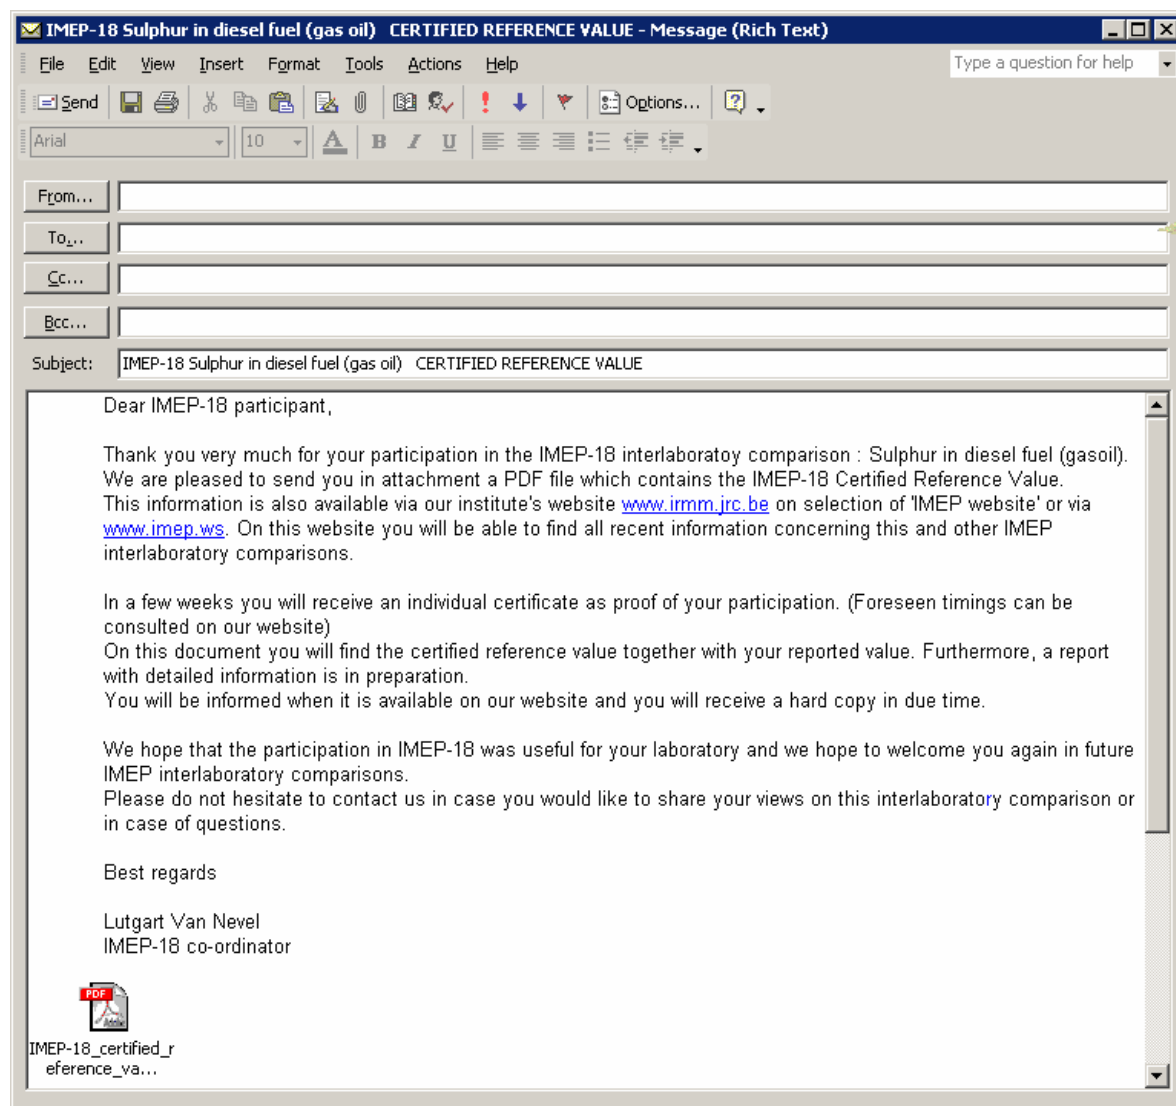 IMEP-18 Sulphur in diesel fuel (gas oil) CERTIFIED REFERENCE VALUE - Message (Rich Text)
File Edit View Insert Format Tools Actions Help Type a question for help
Send Options...
Arial 10 A B I U
From...
To...
Cc...
Bcc...
Subject: IMEP-18 Sulphur in diesel fuel (gas oil) CERTIFIED REFERENCE VALUE
Dear IMEP-18 participant,
Thank you very much for your participation in the IMEP-18 interlaboratoy comparison : Sulphur in diesel fuel (gasoil).
We are pleased to send you in attachment a PDF file which contains the IMEP-18 Certified Reference Value.
This information is also available via our institute's website www.irmm.jrc.be on selection of 'IMEP website' or via
www.imep.ws. On this website you will be able to find all recent information concerning this and other IMEP
interlaboratory comparisons.
In a few weeks you will receive an individual certificate as proof of your participation. (Foreseen timings can be
consulted on our website)
On this document you will find the certified reference value together with your reported value. Furthermore, a report
with detailed information is in preparation.
You will be informed when it is available on our website and you will receive a hard copy in due time.
We hope that the participation in IMEP-18 was useful for your laboratory and we hope to welcome you again in future
IMEP interlaboratory comparisons.
Please do not hesitate to contact us in case you would like to share your views on this interlaboratory comparison or
in case of questions.
Best regards
Lutgart Van Nevel
IMEP-18 co-ordinator
PDF
Adobe
IMEP-18_certified_r
eference_va...